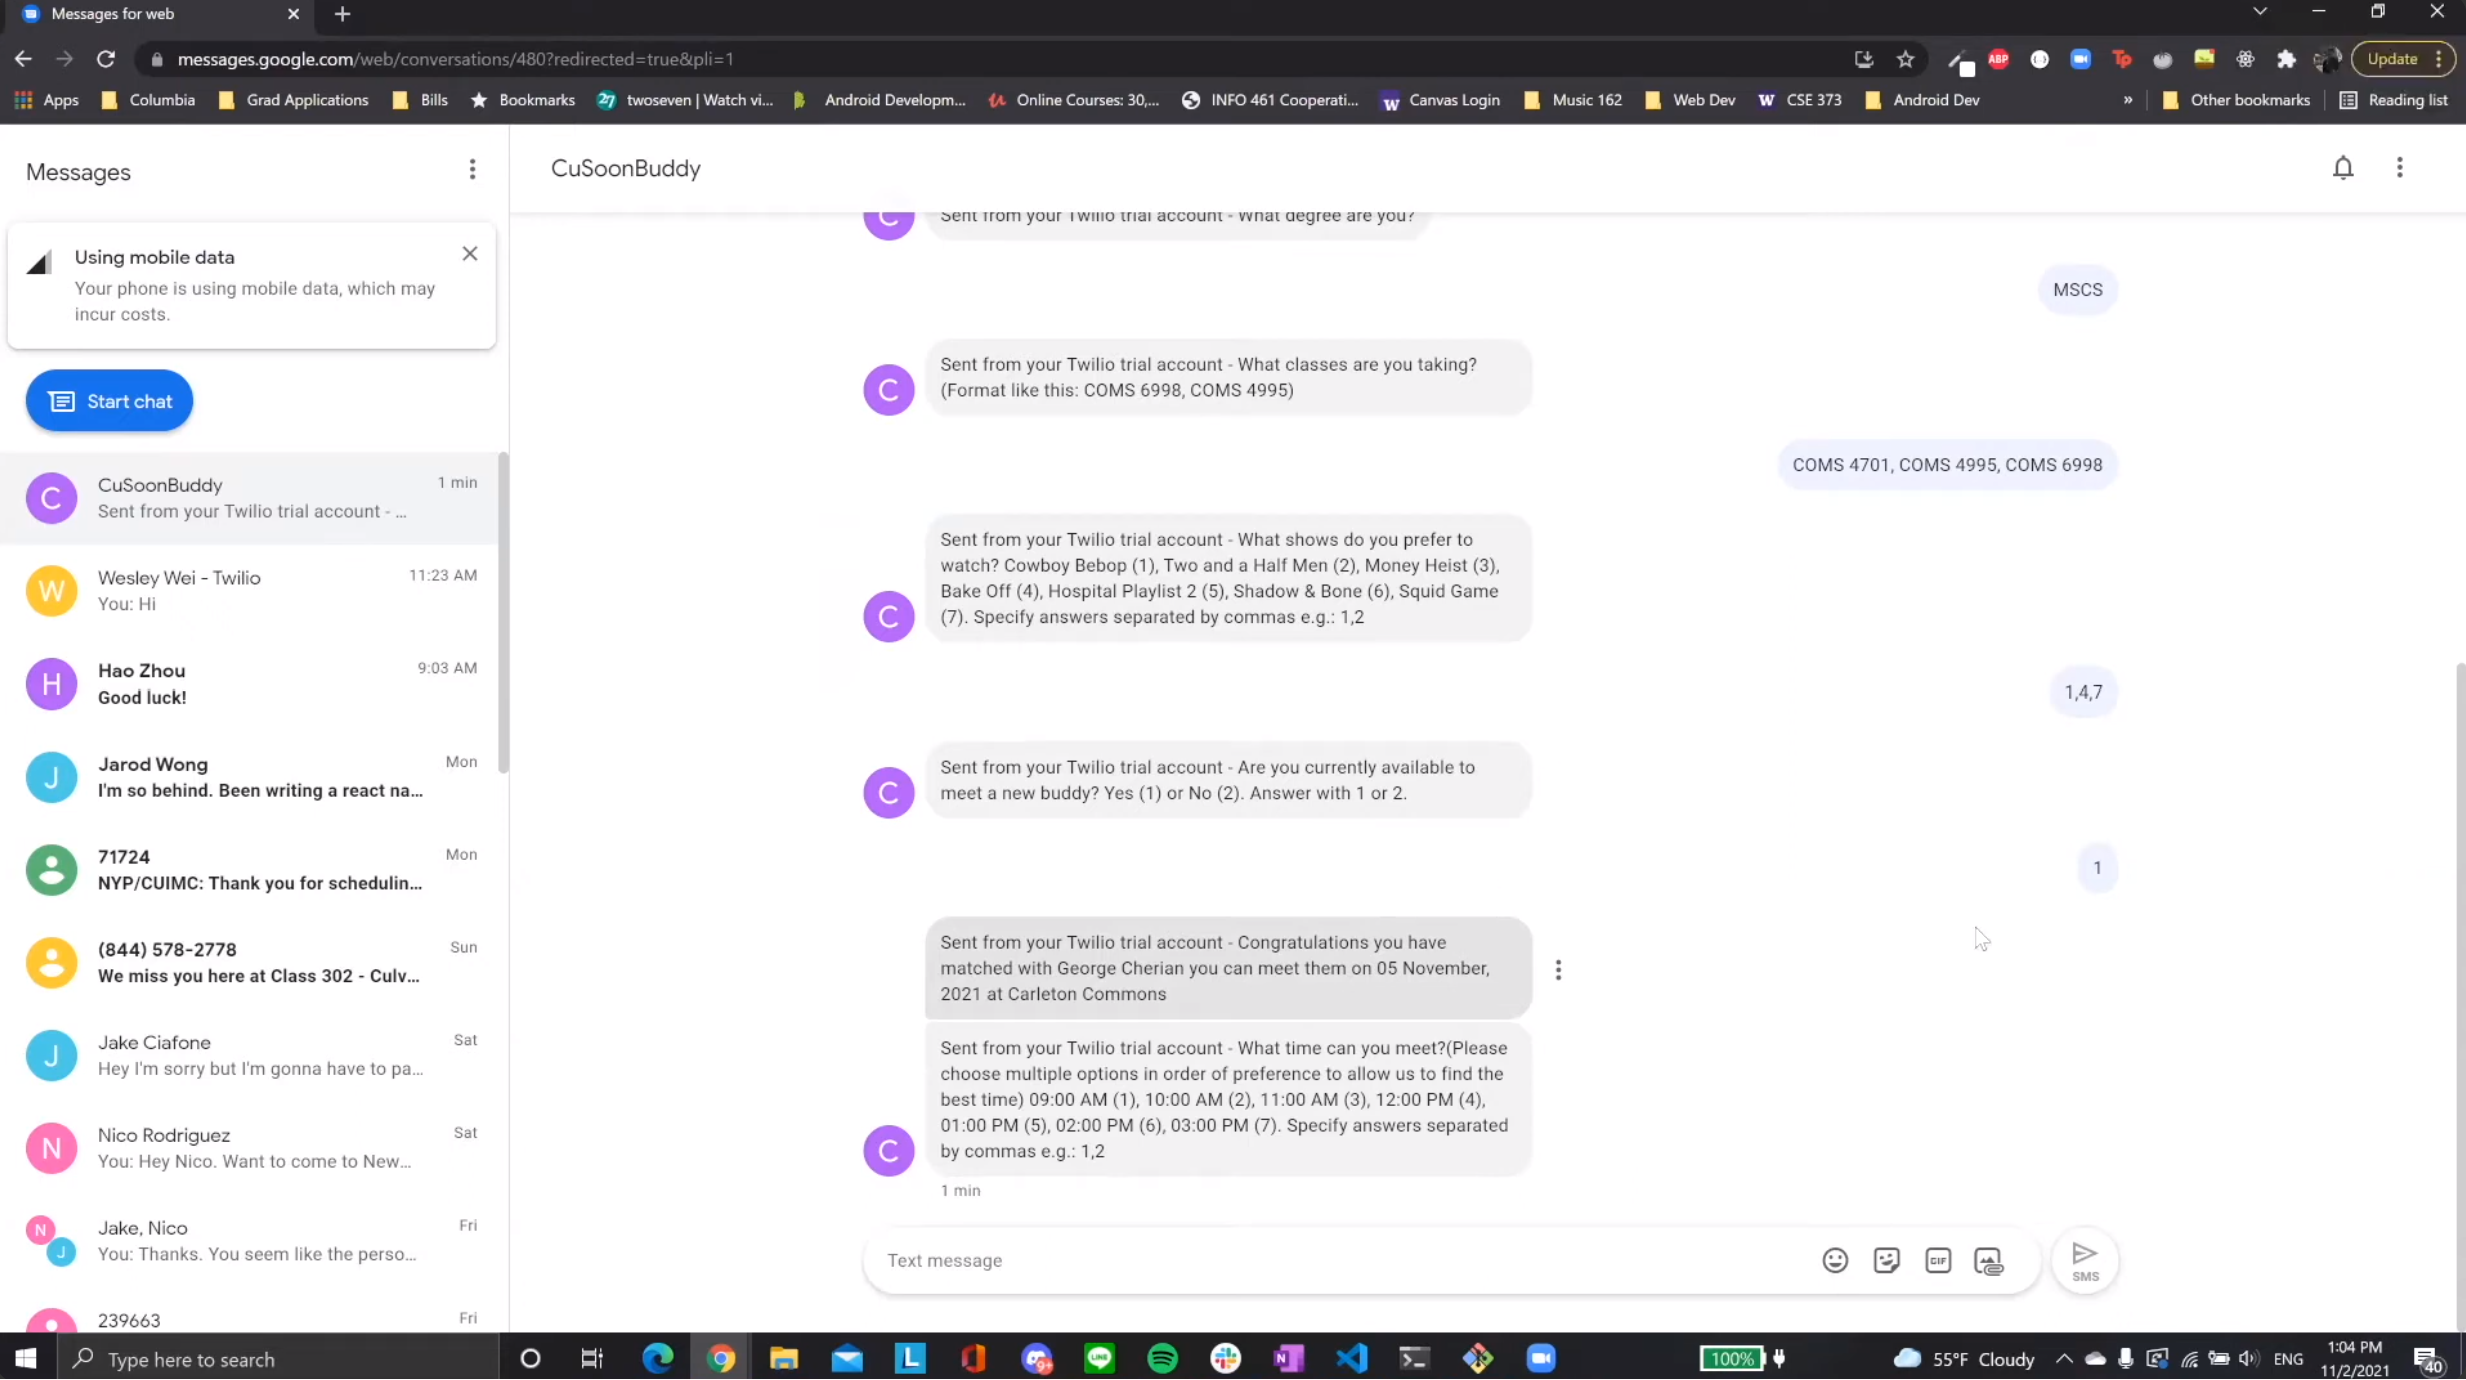 Messages for web
messages.google.com/web/conversations/480?redirected=true&pli=1
ABP
Tp
Update
Apps
Columbia
Grad Applications
Bills
Bookmarks
27
twoseven | Watch vi...
Android Developm...
Online Courses: 30,...
INFO 461 Cooperati...
W
Canvas Login
Music 162
Web Dev
W
CSE 373
Android Dev
»
Other bookmarks
Reading list
Messages
Using mobile data
Your phone is using mobile data, which may
incur costs.
Start chat
C
CuSoonBuddy
1 min
Sent from your Twilio trial account - ...
W
Wesley Wei - Twilio
11:23 AM
You: Hi
H
Hao Zhou
9:03 AM
Good luck!
J
Jarod Wong
Mon
I'm so behind. Been writing a react na...
71724
Mon
NYP/CUIMC: Thank you for schedulin...
(844) 578-2778
Sun
We miss you here at Class 302 - Culv...
J
Jake Ciafone
Sat
Hey I'm sorry but I'm gonna have to pa...
N
Nico Rodriguez
Sat
You: Hey Nico. Want to come to New...
N
J
Jake, Nico
Fri
You: Thanks. You seem like the perso...
239663
Fri
CuSoonBuddy
C
Sent from your Twilio trial account - What degree are you?
MSCS
C
Sent from your Twilio trial account - What classes are you taking?
(Format like this: COMS 6998, COMS 4995)
COMS 4701, COMS 4995, COMS 6998
C
Sent from your Twilio trial account - What shows do you prefer to
watch? Cowboy Bebop (1), Two and a Half Men (2), Money Heist (3),
Bake Off (4), Hospital Playlist 2 (5), Shadow & Bone (6), Squid Game
(7). Specify answers separated by commas e.g.: 1,2
1,4,7
C
Sent from your Twilio trial account - Are you currently available to
meet a new buddy? Yes (1) or No (2). Answer with 1 or 2.
1
Sent from your Twilio trial account - Congratulations you have
matched with George Cherian you can meet them on 05 November,
2021 at Carleton Commons
C
Sent from your Twilio trial account - What time can you meet?(Please
choose multiple options in order of preference to allow us to find the
best time) 09:00 AM (1), 10:00 AM (2), 11:00 AM (3), 12:00 PM (4),
01:00 PM (5), 02:00 PM (6), 03:00 PM (7). Specify answers separated
by commas e.g.: 1,2
1 min
Text message
GIF
SMS
Type here to search
L
9+
LINE
N
100%
55°F Cloudy
ENG
1:04 PM
11/2/2021
40